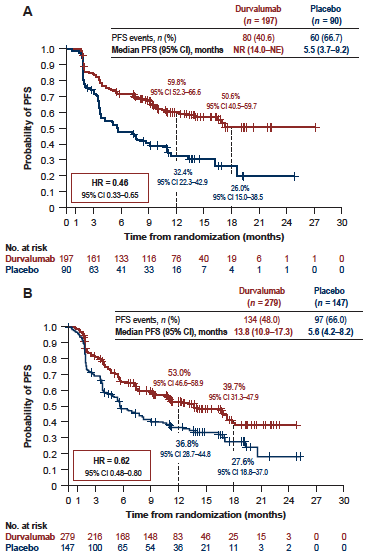 A
Durvalumab Placebo
(n = 197) (n = 90)
PFS events, n (%) 80 (40.6) 60 (66.7)
Median PFS (95% CI), months NR (14.0–NE) 5.5 (3.7–9.2)
Probability of PFS
1.0
0.9
0.8
0.7
0.6
0.5
0.4
0.3
0.2
0.1
0
59.8%
95% CI 52.3–66.6
50.6%
95% CI 40.5–59.7
32.4%
95% CI 22.3–42.9
26.0%
95% CI 15.0–38.5
HR = 0.46
95% CI 0.33–0.65
0 1 3 6 9 12 15 18 21 24 27 30
Time from randomization (months)
No. at risk
Durvalumab 197 161 133 116 76 40 19 6 1 1 0
Placebo 90 63 41 33 16 7 4 1 1 0 0
B
Durvalumab Placebo
(n = 279) (n = 147)
PFS events, n (%) 134 (48.0) 97 (66.0)
Median PFS (95% CI), months 13.8 (10.9–17.3) 5.6 (4.2–8.2)
Probability of PFS
1.0
0.9
0.8
0.7
0.6
0.5
0.4
0.3
0.2
0.1
0
53.0%
95% CI 46.6–58.9
39.7%
95% CI 31.3–47.9
36.8%
95% CI 28.7–44.8
27.6%
95% CI 18.8–37.0
HR = 0.62
95% CI 0.48–0.80
0 1 3 6 9 12 15 18 21 24 27 30
Time from randomization (months)
No. at risk
Durvalumab 279 216 168 148 83 46 25 15 3 0 0
Placebo 147 100 65 54 36 21 11 3 2 0 0